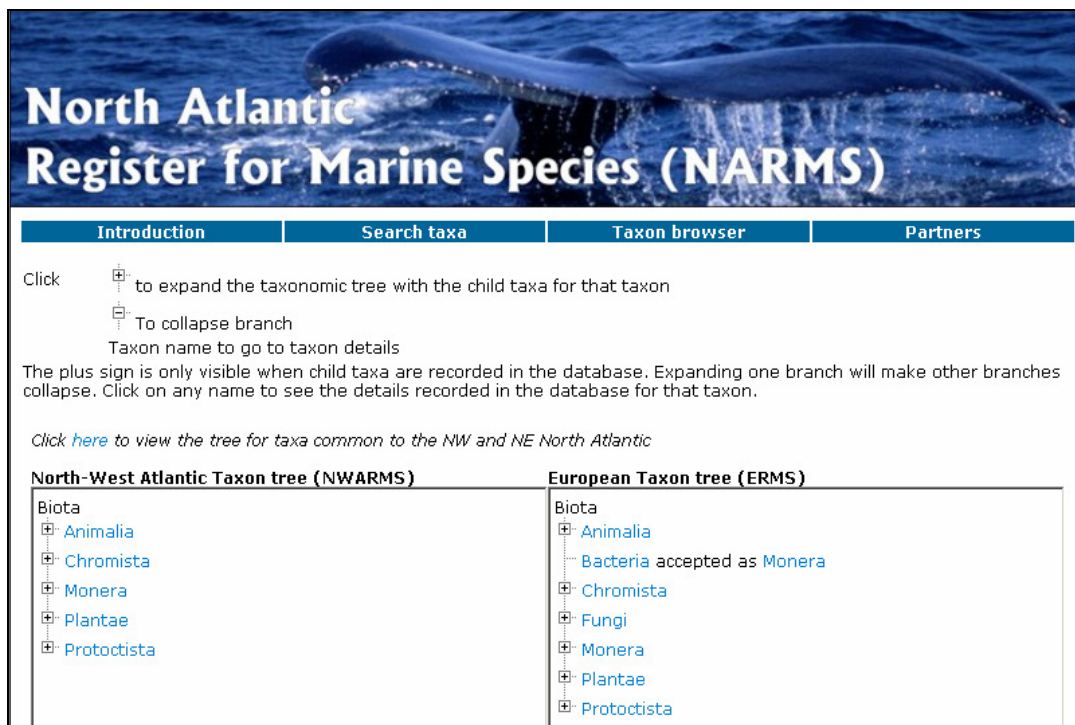 North Atlantic
Register for Marine Species (NARMS)
Introduction Search taxa Taxon browser Partners
Click to expand the taxonomic tree with the child taxa for that taxon
To collapse branch
Taxon name to go to taxon details
The plus sign is only visible when child taxa are recorded in the database. Expanding one branch will make other branches
collapse. Click on any name to see the details recorded in the database for that taxon.
Click here to view the tree for taxa common to the NW and NE North Atlantic
North-West Atlantic Taxon tree (NWARMS)
Biota
Animalia
Chromista
Monera
Plantae
Protoctista
European Taxon tree (ERMS)
Biota
Animalia
Bacteria accepted as Monera
Chromista
Fungi
Monera
Plantae
Protoctista